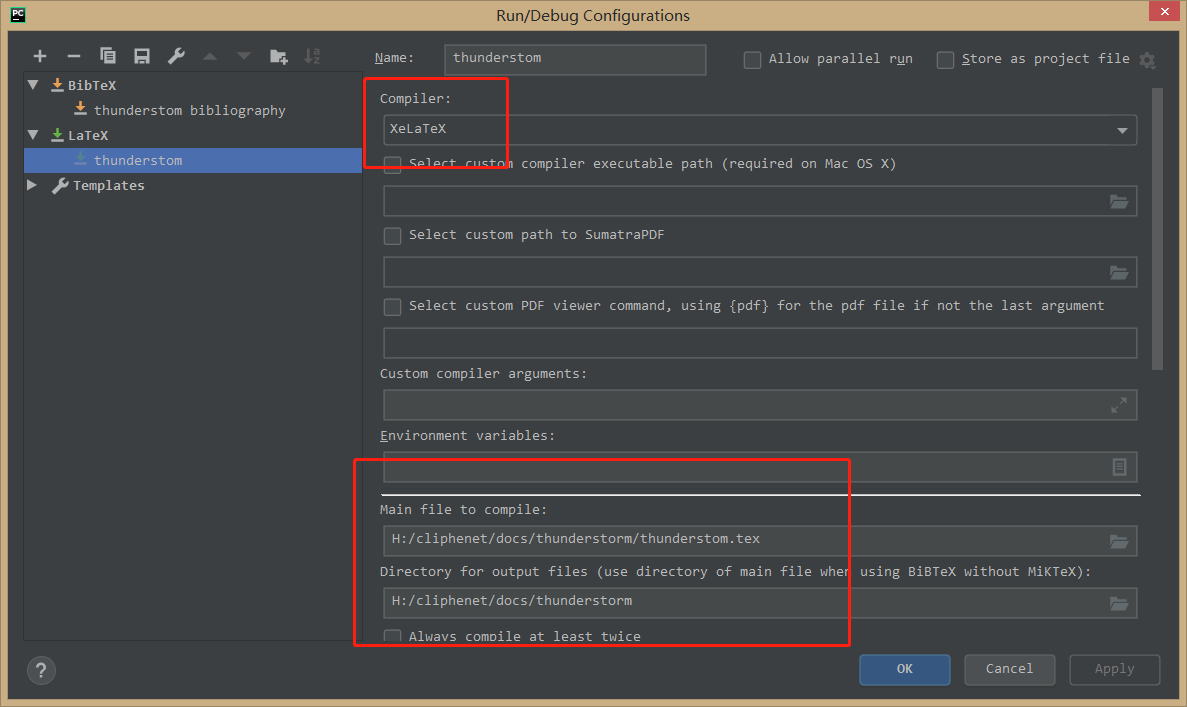 PC
Run/Debug Configurations
Name: thunderstom
Allow parallel run
Store as project file
BibTeX
thunderstom bibliography
LaTeX
thunderstom
Templates
Compiler:
XeLaTeX
Select custom compiler executable path (required on Mac OS X)
Select custom path to SumatraPDF
Select custom PDF viewer command, using {pdf} for the pdf file if not the last argument
Custom compiler arguments:
Environment variables:
Main file to compile:
H:/cliphenet/docs/thunderstorm/thunderstom.tex
Directory for output files (use directory of main file when using BiBTeX without MiKTeX):
H:/cliphenet/docs/thunderstorm
Always compile at least twice
?
OK
Cancel
Apply